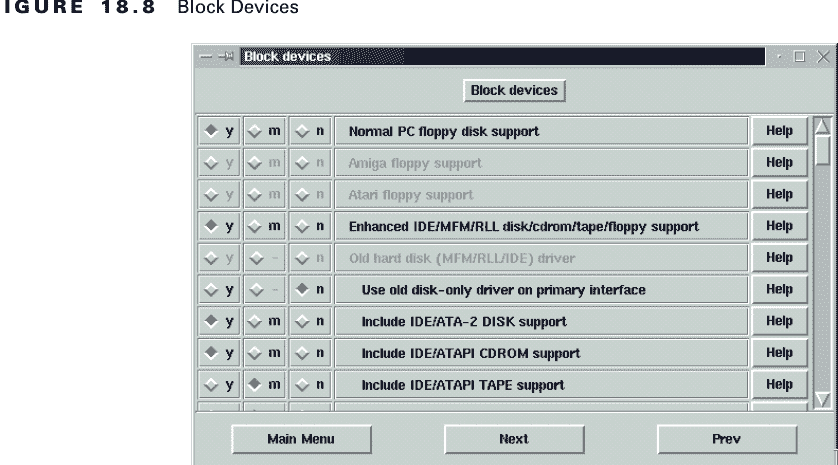 IGURE 18.8 Block Devices
Block devices
Block devices
y m n Normal PC floppy disk support Help
y m n Amiga floppy support Help
y m n Atari floppy support Help
y m n Enhanced IDE/MFM/RLL disk/cdrom/tape/floppy support Help
y - n Old hard disk (MFM/RLL/IDE) driver Help
y - n Use old disk-only driver on primary interface Help
y m n Include IDE/ATA-2 DISK support Help
y m n Include IDE/ATAPI CDROM support Help
y m n Include IDE/ATAPI TAPE support Help
Main Menu Next Prev